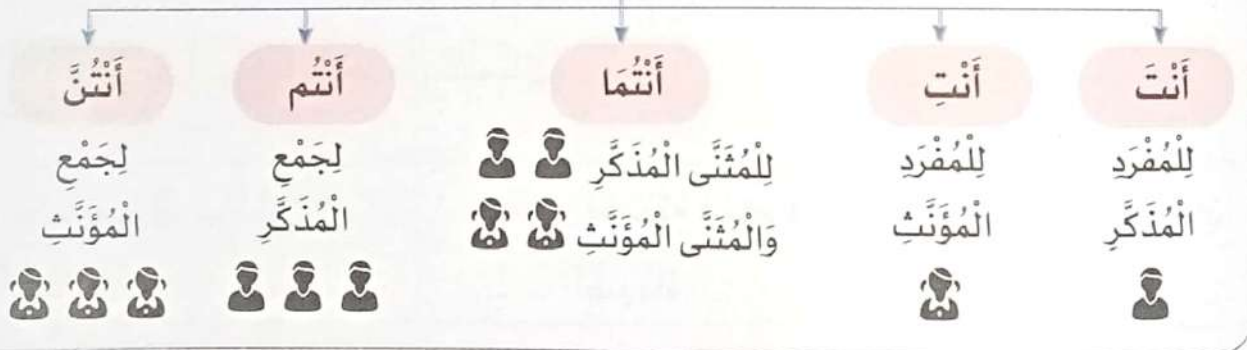 أَنْتَ
لِلْمُفْرَدِ
الْمُذَكَّرِ
أَنْتِ
لِلْمُفْرَدِ
الْمُؤَنَّثِ
أَنْتُمَا
لِلْمُثَنَّى الْمُذَكَّرِ
وَالْمُثَنَّى الْمُؤَنَّثِ
أَنْتُم
لِجَمْعِ
الْمُذَكَّرِ
أَنْتُنَّ
لِجَمْعِ
الْمُؤَنَّثِ